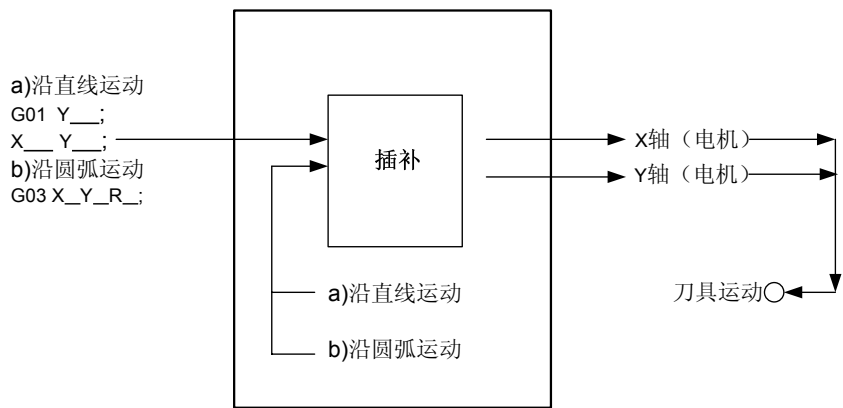 a)沿直线运动
G01 Y___;
X___ Y___;
b)沿圆弧运动
G03 X_Y_R_;
插补
a)沿直线运动
b)沿圆弧运动
X轴（电机）
Y轴（电机）
刀具运动